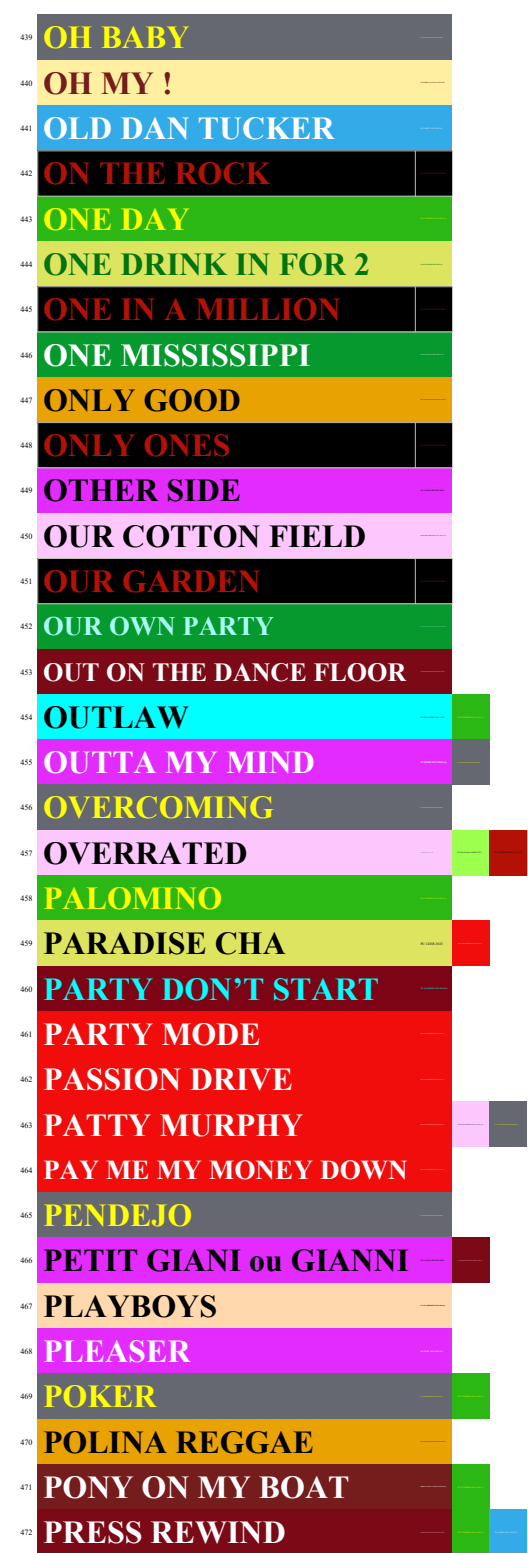 439 OH BABY
440 OH MY !
441 OLD DAN TUCKER
442 ON THE ROCK
443 ONE DAY
444 ONE DRINK IN FOR 2
445 ONE IN A MILLION
446 ONE MISSISSIPPI
447 ONLY GOOD
448 ONLY ONES
449 OTHER SIDE
450 OUR COTTON FIELD
451 OUR GARDEN
452 OUR OWN PARTY
453 OUT ON THE DANCE FLOOR
454 OUTLAW
455 OUTTA MY MIND
456 OVERCOMING
457 OVERRATED
458 PALOMINO
459 PARADISE CHA
460 PARTY DON’T START
461 PARTY MODE
462 PASSION DRIVE
463 PATTY MURPHY
464 PAY ME MY MONEY DOWN
465 PENDEJO
466 PETIT GIANI ou GIANNI
467 PLAYBOYS
468 PLEASER
469 POKER
470 POLINA REGGAE
471 PONY ON MY BOAT
472 PRESS REWIND